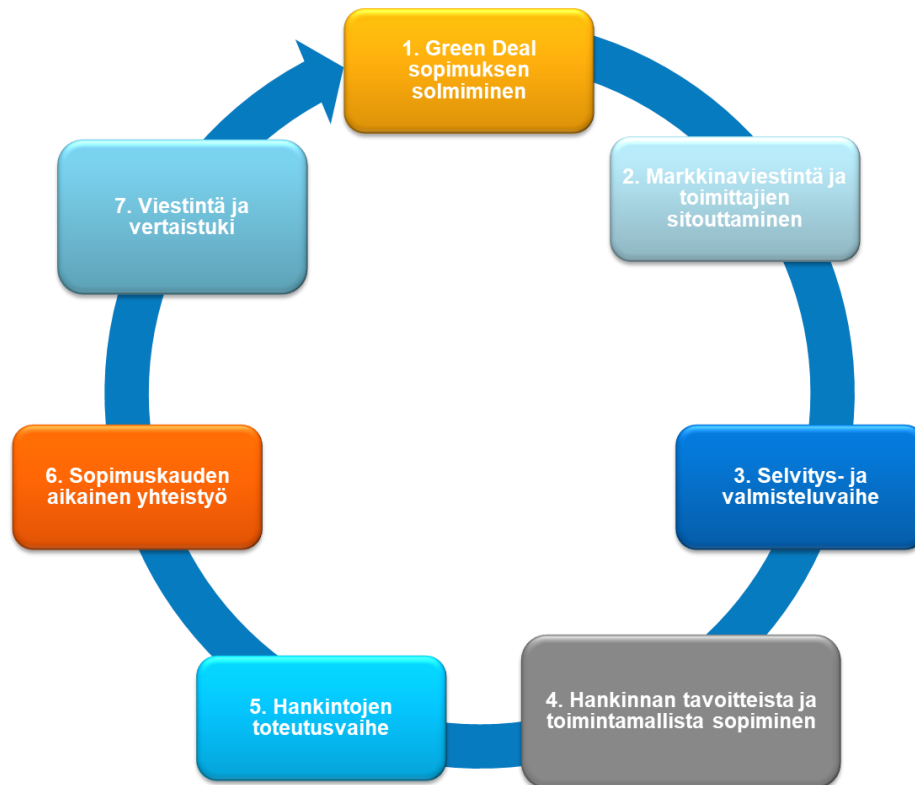 1. Green Deal
sopimuksen
solmiminen
2. Markkinaviestintä ja
toimittajien
sitouttaminen
3. Selvitys- ja
valmisteluvaihe
4. Hankinnan tavoitteista ja
toimintamallista sopiminen
5. Hankintojen
toteutusvaihe
6. Sopimuskauden
aikainen yhteistyö
7. Viestintä ja
vertaistuki